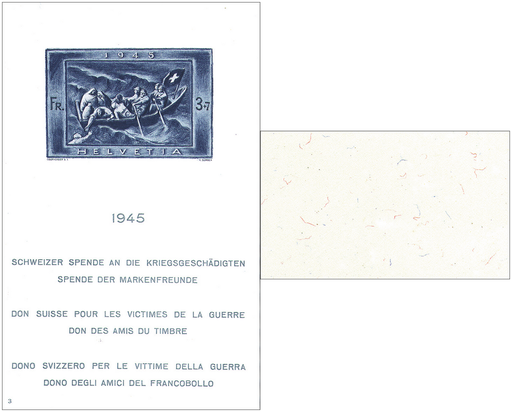 1945
FR. 3+7
HELVETIA
1945
SCHWEIZER SPENDE AN DIE KRIEGSGESCHÄDIGTEN
SPENDE DER MARKENFREUNDE
DON SUISSE POUR LES VICTIMES DE LA GUERRE
DON DES AMIS DU TIMBRE
DONO SVIZZERO PER LE VITTIME DELLA GUERRA
DONO DEGLI AMICI DEL FRANCOBOLLO
3